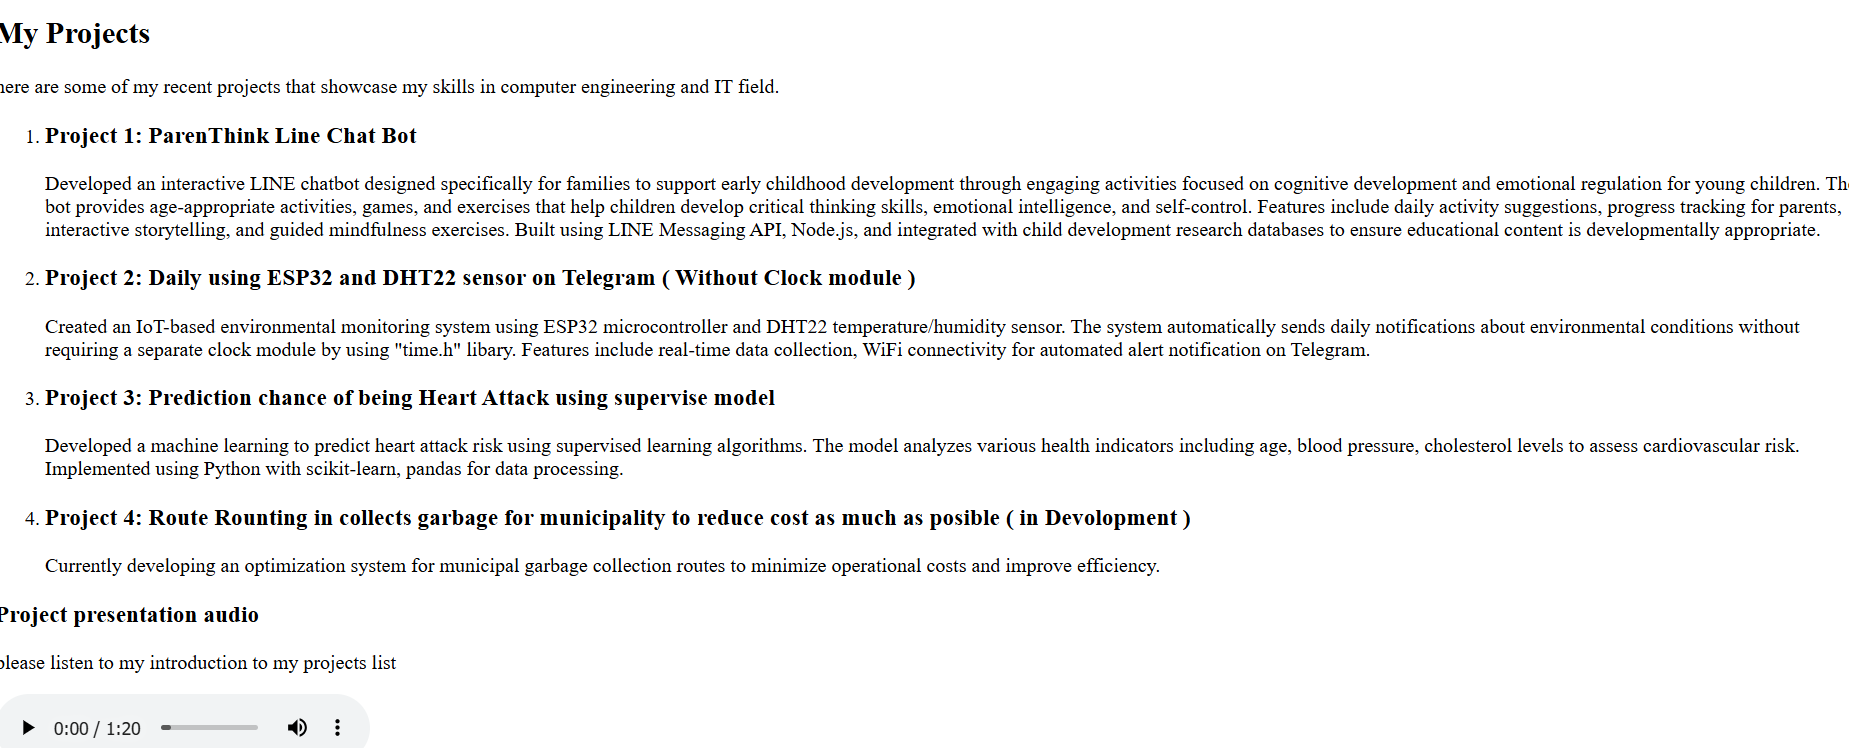 My Projects
here are some of my recent projects that showcase my skills in computer engineering and IT field.
1. Project 1: ParenThink Line Chat Bot
Developed an interactive LINE chatbot designed specifically for families to support early childhood development through engaging activities focused on cognitive development and emotional regulation for young children. The
bot provides age-appropriate activities, games, and exercises that help children develop critical thinking skills, emotional intelligence, and self-control. Features include daily activity suggestions, progress tracking for parents,
interactive storytelling, and guided mindfulness exercises. Built using LINE Messaging API, Node.js, and integrated with child development research databases to ensure educational content is developmentally appropriate.
2. Project 2: Daily using ESP32 and DHT22 sensor on Telegram ( Without Clock module )
Created an IoT-based environmental monitoring system using ESP32 microcontroller and DHT22 temperature/humidity sensor. The system automatically sends daily notifications about environmental conditions without
requiring a separate clock module by using "time.h" libary. Features include real-time data collection, WiFi connectivity for automated alert notification on Telegram.
3. Project 3: Prediction chance of being Heart Attack using supervise model
Developed a machine learning to predict heart attack risk using supervised learning algorithms. The model analyzes various health indicators including age, blood pressure, cholesterol levels to assess cardiovascular risk.
Implemented using Python with scikit-learn, pandas for data processing.
4. Project 4: Route Rounting in collects garbage for municipality to reduce cost as much as posible ( in Devolopment )
Currently developing an optimization system for municipal garbage collection routes to minimize operational costs and improve efficiency.
Project presentation audio
please listen to my introduction to my projects list
0:00 / 1:20